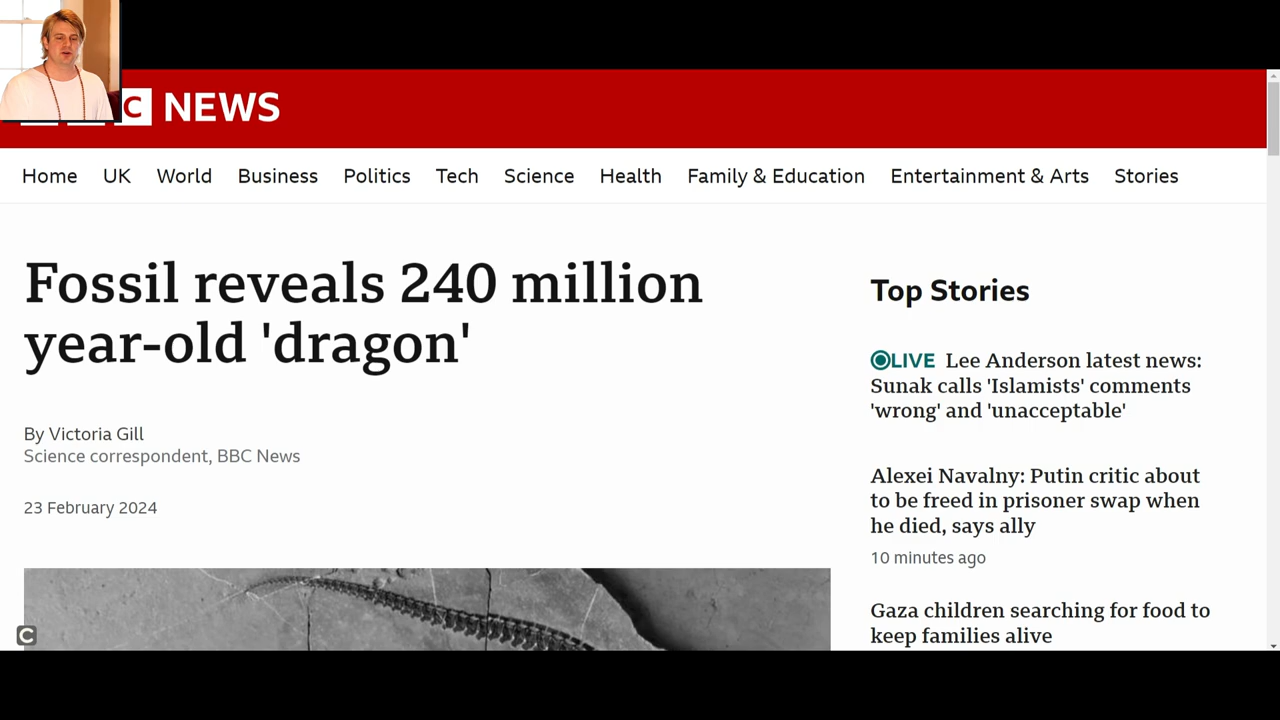 C NEWS
Home UK World Business Politics Tech Science Health Family & Education Entertainment & Arts Stories
Fossil reveals 240 million
year-old 'dragon'
By Victoria Gill
Science correspondent, BBC News
23 February 2024
Top Stories
LIVE Lee Anderson latest news:
Sunak calls 'Islamists' comments
'wrong' and 'unacceptable'
Alexei Navalny: Putin critic about
to be freed in prisoner swap when
he died, says ally
10 minutes ago
Gaza children searching for food to
keep families alive
C